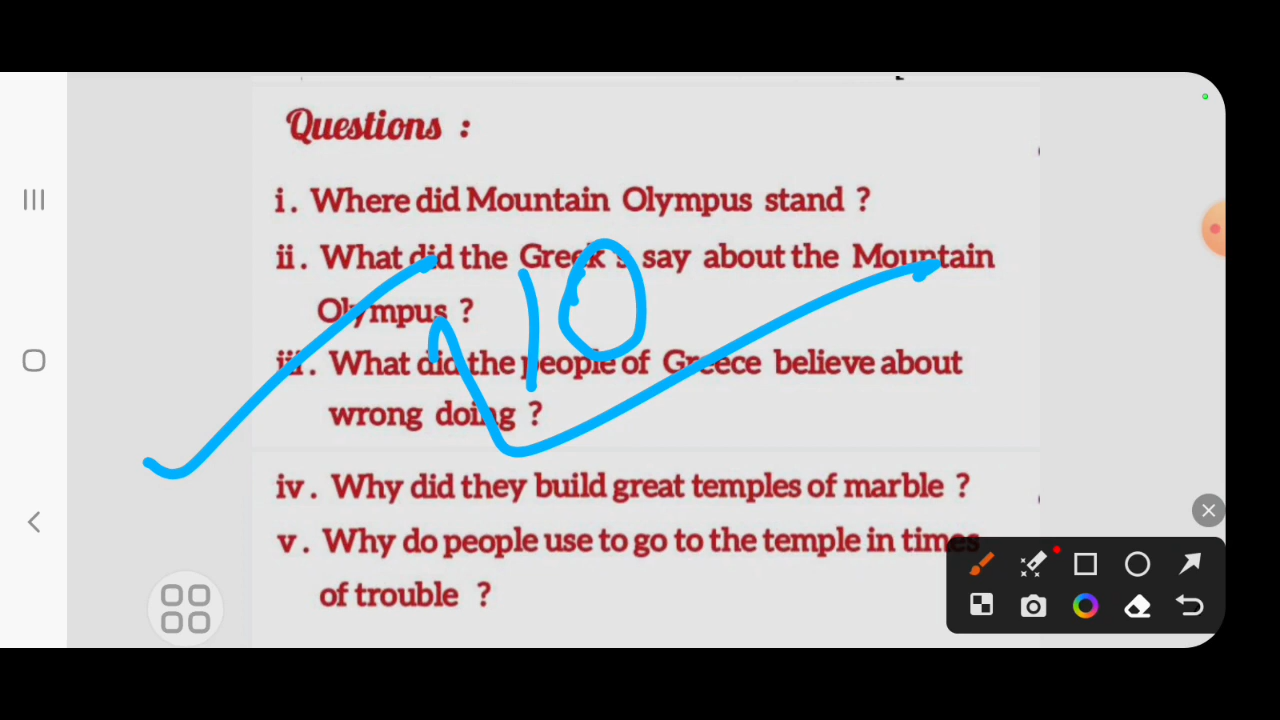 Questions :
i. Where did Mountain Olympus stand ?
ii. What did the Greek's say about the Mountain
Olympus ?
10
iii. What did the people of Greece believe about
wrong doing ?
iv. Why did they build great temples of marble ?
v. Why do people use to go to the temple in times
of trouble ?